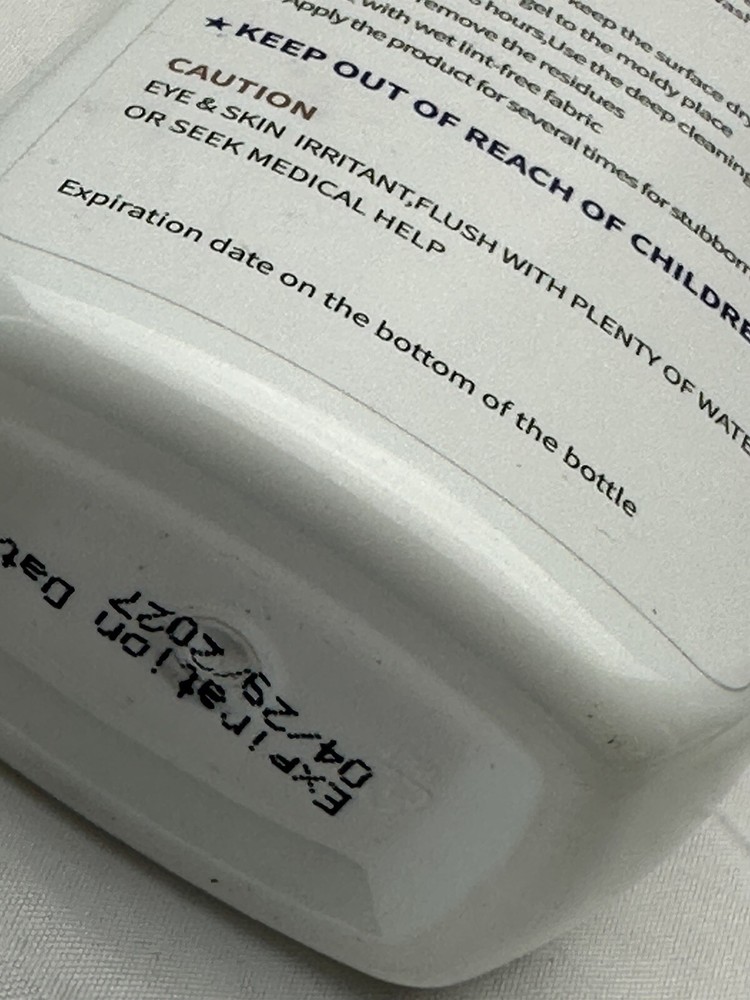 keep the surface dry
gel to the moldy place
hours,Use the deep cleaning
remove the residues
with wet lint-free fabric
Apply the product for several times for stubborn
★ KEEP OUT OF REACH OF CHILDRE
CAUTION
EYE & SKIN IRRITANT,FLUSH WITH PLENTY OF WATE
OR SEEK MEDICAL HELP
Expiration date on the bottom of the bottle
Expiration Dat
04/29/2027